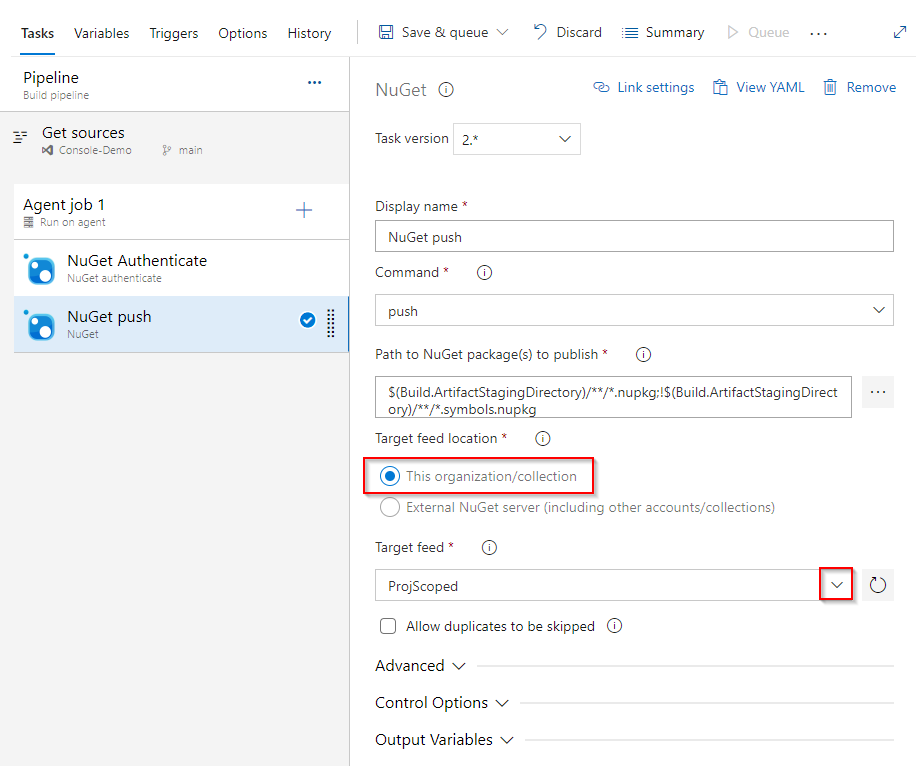 Tasks Variables Triggers Options History Save & queue Discard Summary Queue ...
Pipeline ...
Build pipeline
Get sources
Console-Demo main
Agent job 1
Run on agent
NuGet Authenticate
NuGet authenticate
NuGet push
NuGet
NuGet Link settings View YAML Remove
Task version 2.*
Display name *
NuGet push
Command *
push
Path to NuGet package(s) to publish *
$(Build.ArtifactStagingDirectory)/**/*.nupkg;!$(Build.ArtifactStagingDirect
ory)/**/*.symbols.nupkg
...
Target feed location *
This organization/collection
External NuGet server (including other accounts/collections)
Target feed *
ProjScoped
Allow duplicates to be skipped
Advanced
Control Options
Output Variables